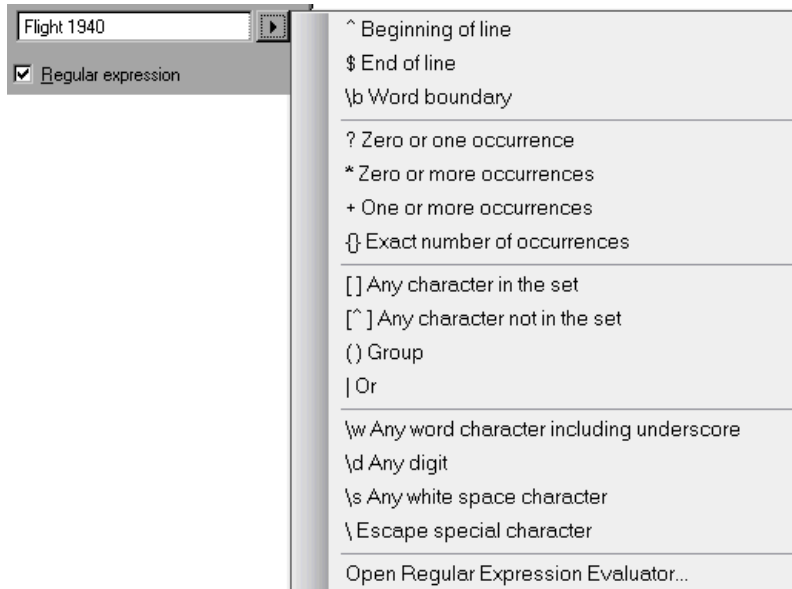 Flight 1940
Regular expression
^ Beginning of line
$ End of line
\b Word boundary
? Zero or one occurrence
* Zero or more occurrences
+ One or more occurrences
{} Exact number of occurrences
[ ] Any character in the set
[^ ] Any character not in the set
( ) Group
| Or
\w Any word character including underscore
\d Any digit
\s Any white space character
\ Escape special character
Open Regular Expression Evaluator...